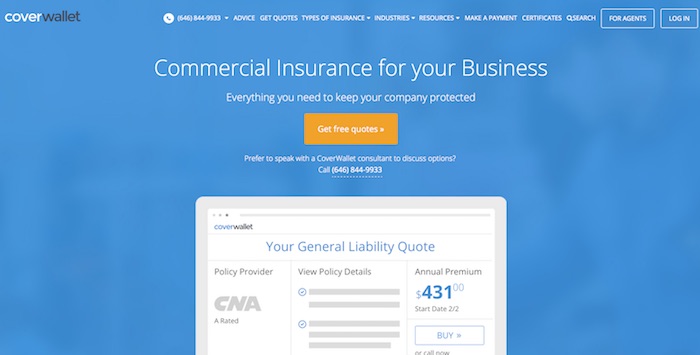 coverwallet
(646) 844-9933 ADVICE GET QUOTES TYPES OF INSURANCE INDUSTRIES RESOURCES MAKE A PAYMENT CERTIFICATES SEARCH FOR AGENTS LOG IN
Commercial Insurance for your Business
Everything you need to keep your company protected
Get free quotes »
Prefer to speak with a CoverWallet consultant to discuss options?
Call (646) 844-9933
coverwallet
Your General Liability Quote
Policy Provider
CNA
A Rated
View Policy Details
Annual Premium
$43100
Start Date 2/2
BUY »
or call now